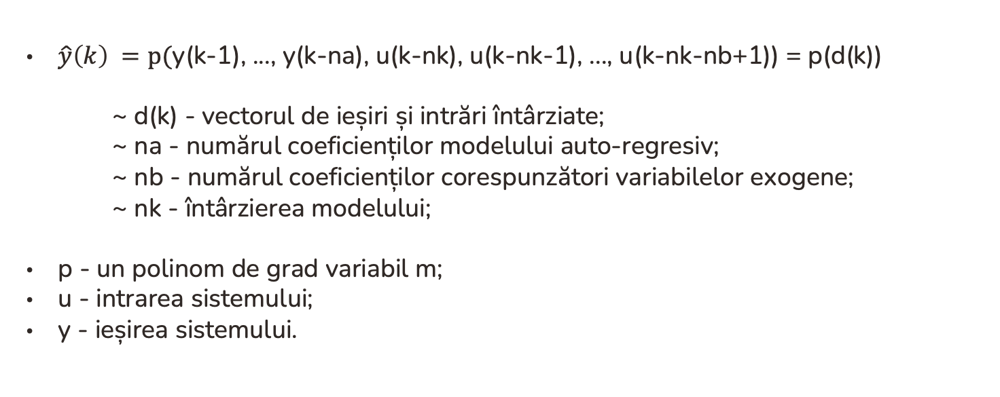 • ŷ(k) = p(y(k-1), ..., y(k-na), u(k-nk), u(k-nk-1), ..., u(k-nk-nb+1)) = p(d(k))
~ d(k) - vectorul de ieșiri și intrări întârziate;
~ na - numărul coeficienților modelului auto-regresiv;
~ nb - numărul coeficienților corespunzători variabilelor exogene;
~ nk - întârzierea modelului;
• p - un polinom de grad variabil m;
• u - intrarea sistemului;
• y - ieșirea sistemului.